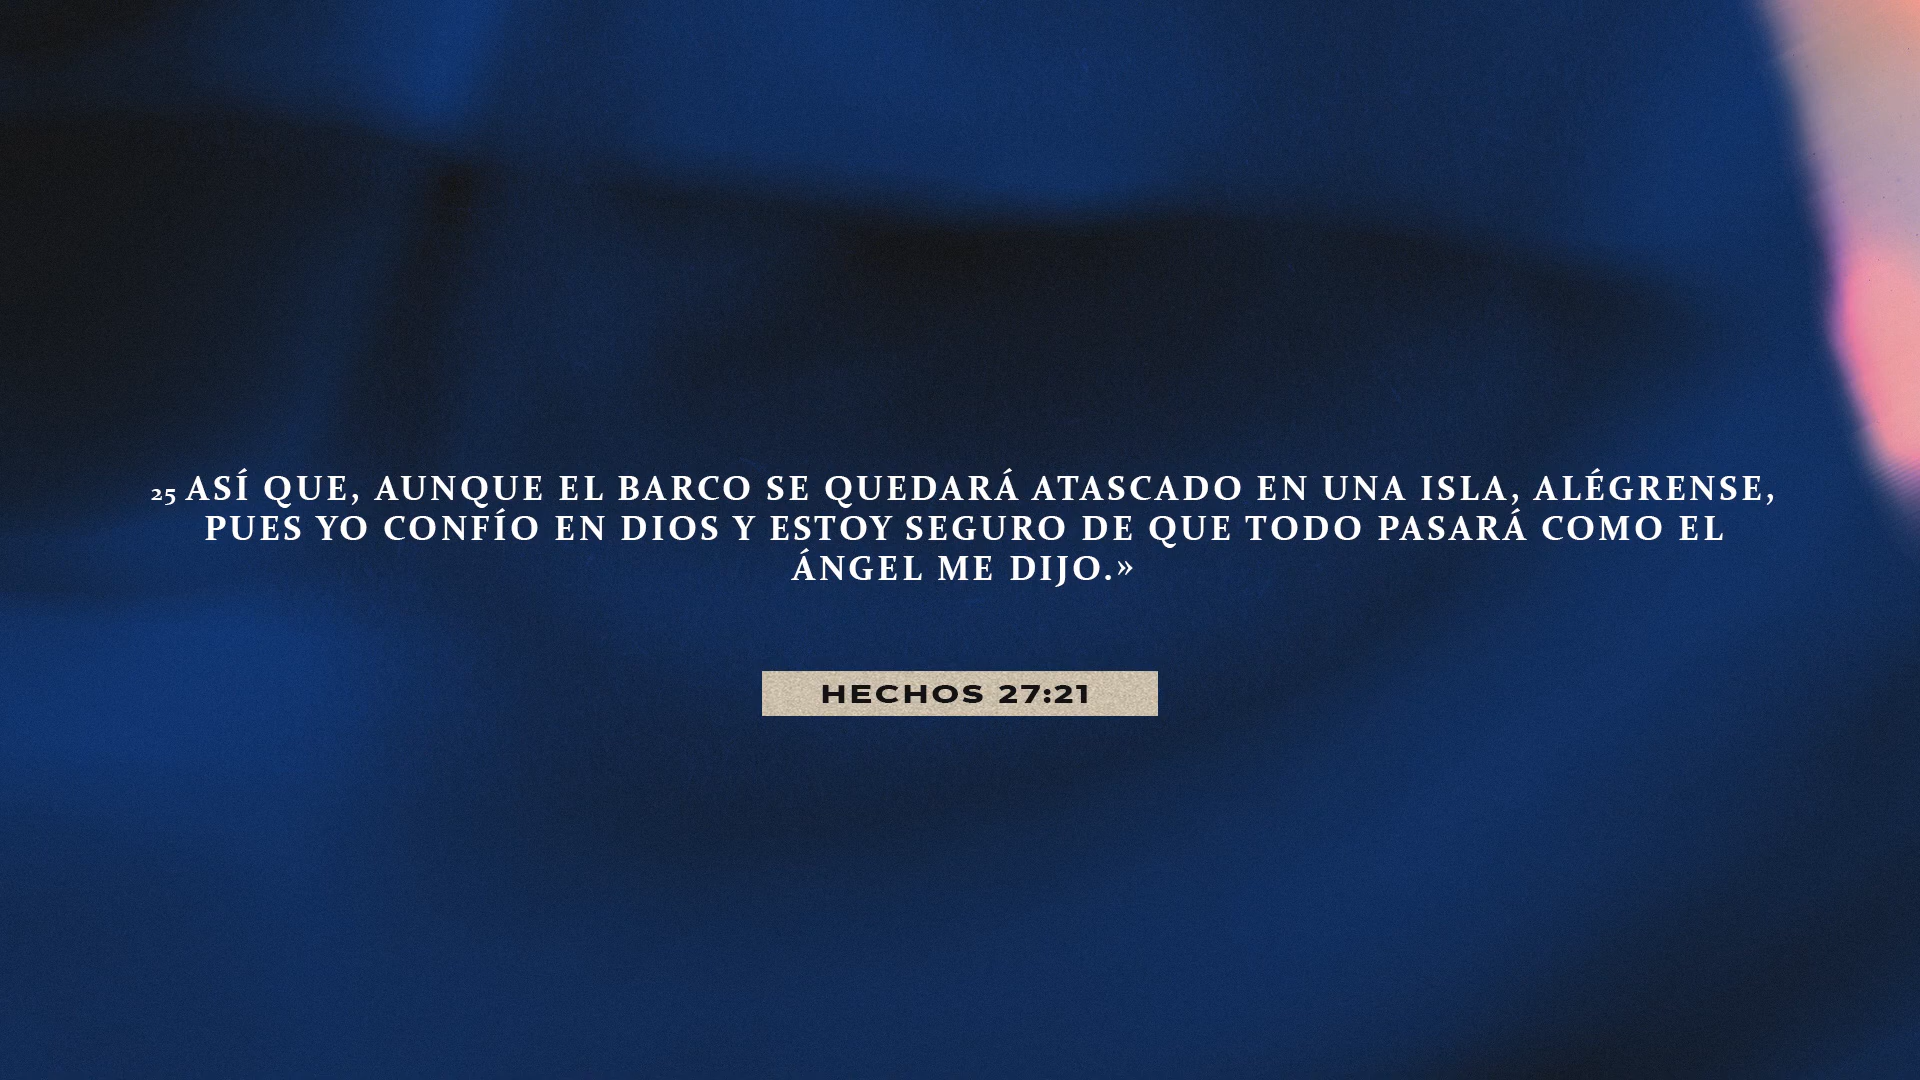 25 ASÍ QUE, AUNQUE EL BARCO SE QUEDARÁ ATASCADO EN UNA ISLA, ALÉGRENSE,
PUES YO CONFÍO EN DIOS Y ESTOY SEGURO DE QUE TODO PASARÁ COMO EL
ÁNGEL ME DIJO.»
HECHOS 27:21